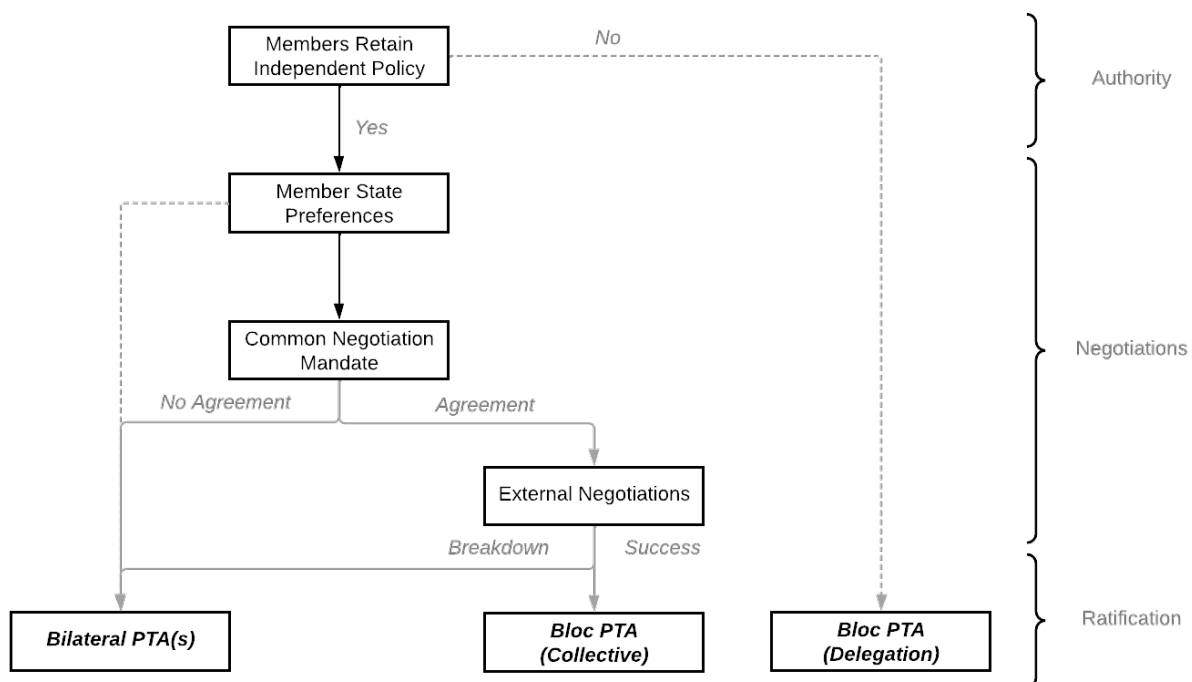 Members Retain
Independent Policy
No
Authority
Yes
Member State
Preferences
Common Negotiation
Mandate
Negotiations
No Agreement
Agreement
External Negotiations
Breakdown
Success
Ratification
Bilateral PTA(s)
Bloc PTA
(Collective)
Bloc PTA
(Delegation)